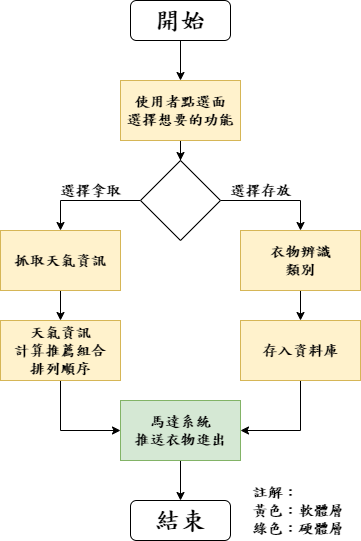 開始
使用者點選面
選擇想要的功能
選擇拿取
選擇存放
抓取天氣資訊
衣物辨識
類別
天氣資訊
計算推薦組合
排列順序
存入資料庫
馬達系統
推送衣物進出
結束
註解：
黃色：軟體層
綠色：硬體層